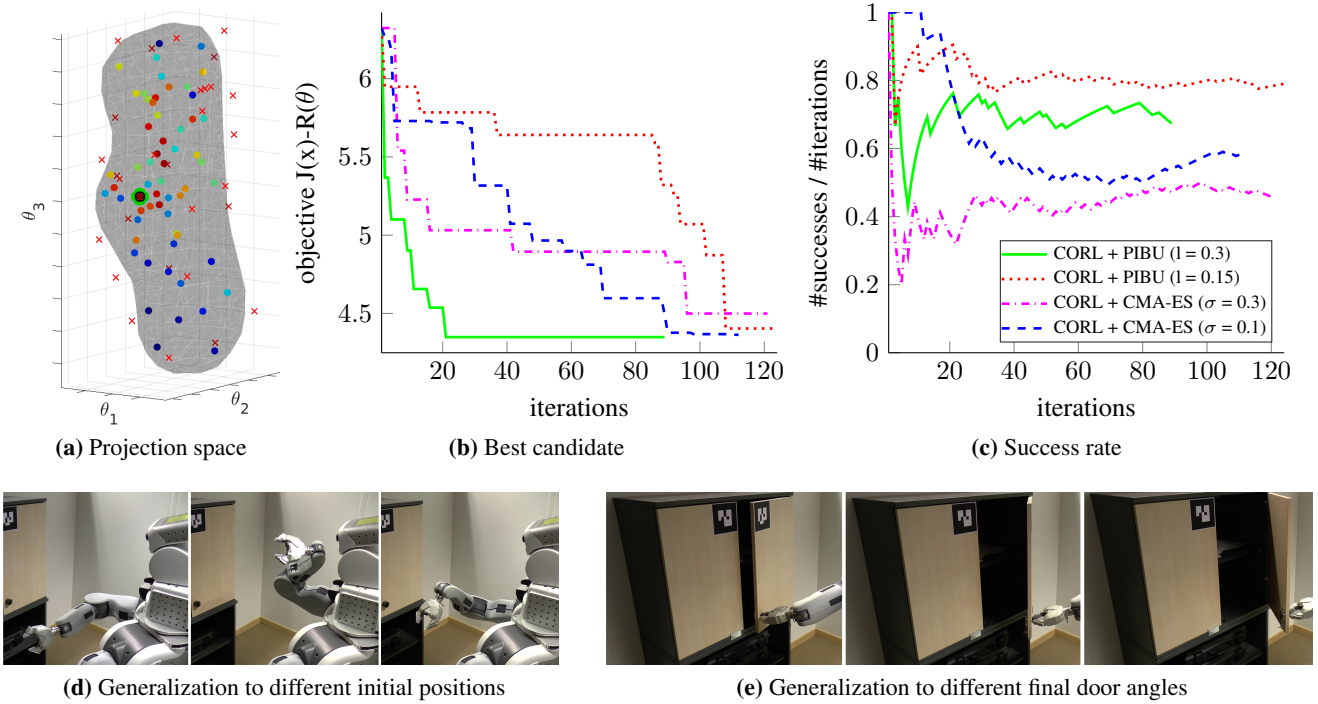 θ3
θ1
θ2
(a) Projection space
objective J(x)-R(θ)
6
5.5
5
4.5
20 40 60 80 100 120
iterations
(b) Best candidate
#successes / #iterations
1
0.8
0.6
0.4
0.2
0
20 40 60 80 100 120
iterations
CORL + PIBU (l = 0.3)
CORL + PIBU (l = 0.15)
CORL + CMA-ES (σ = 0.3)
CORL + CMA-ES (σ = 0.1)
(c) Success rate
(d) Generalization to different initial positions
(e) Generalization to different final door angles